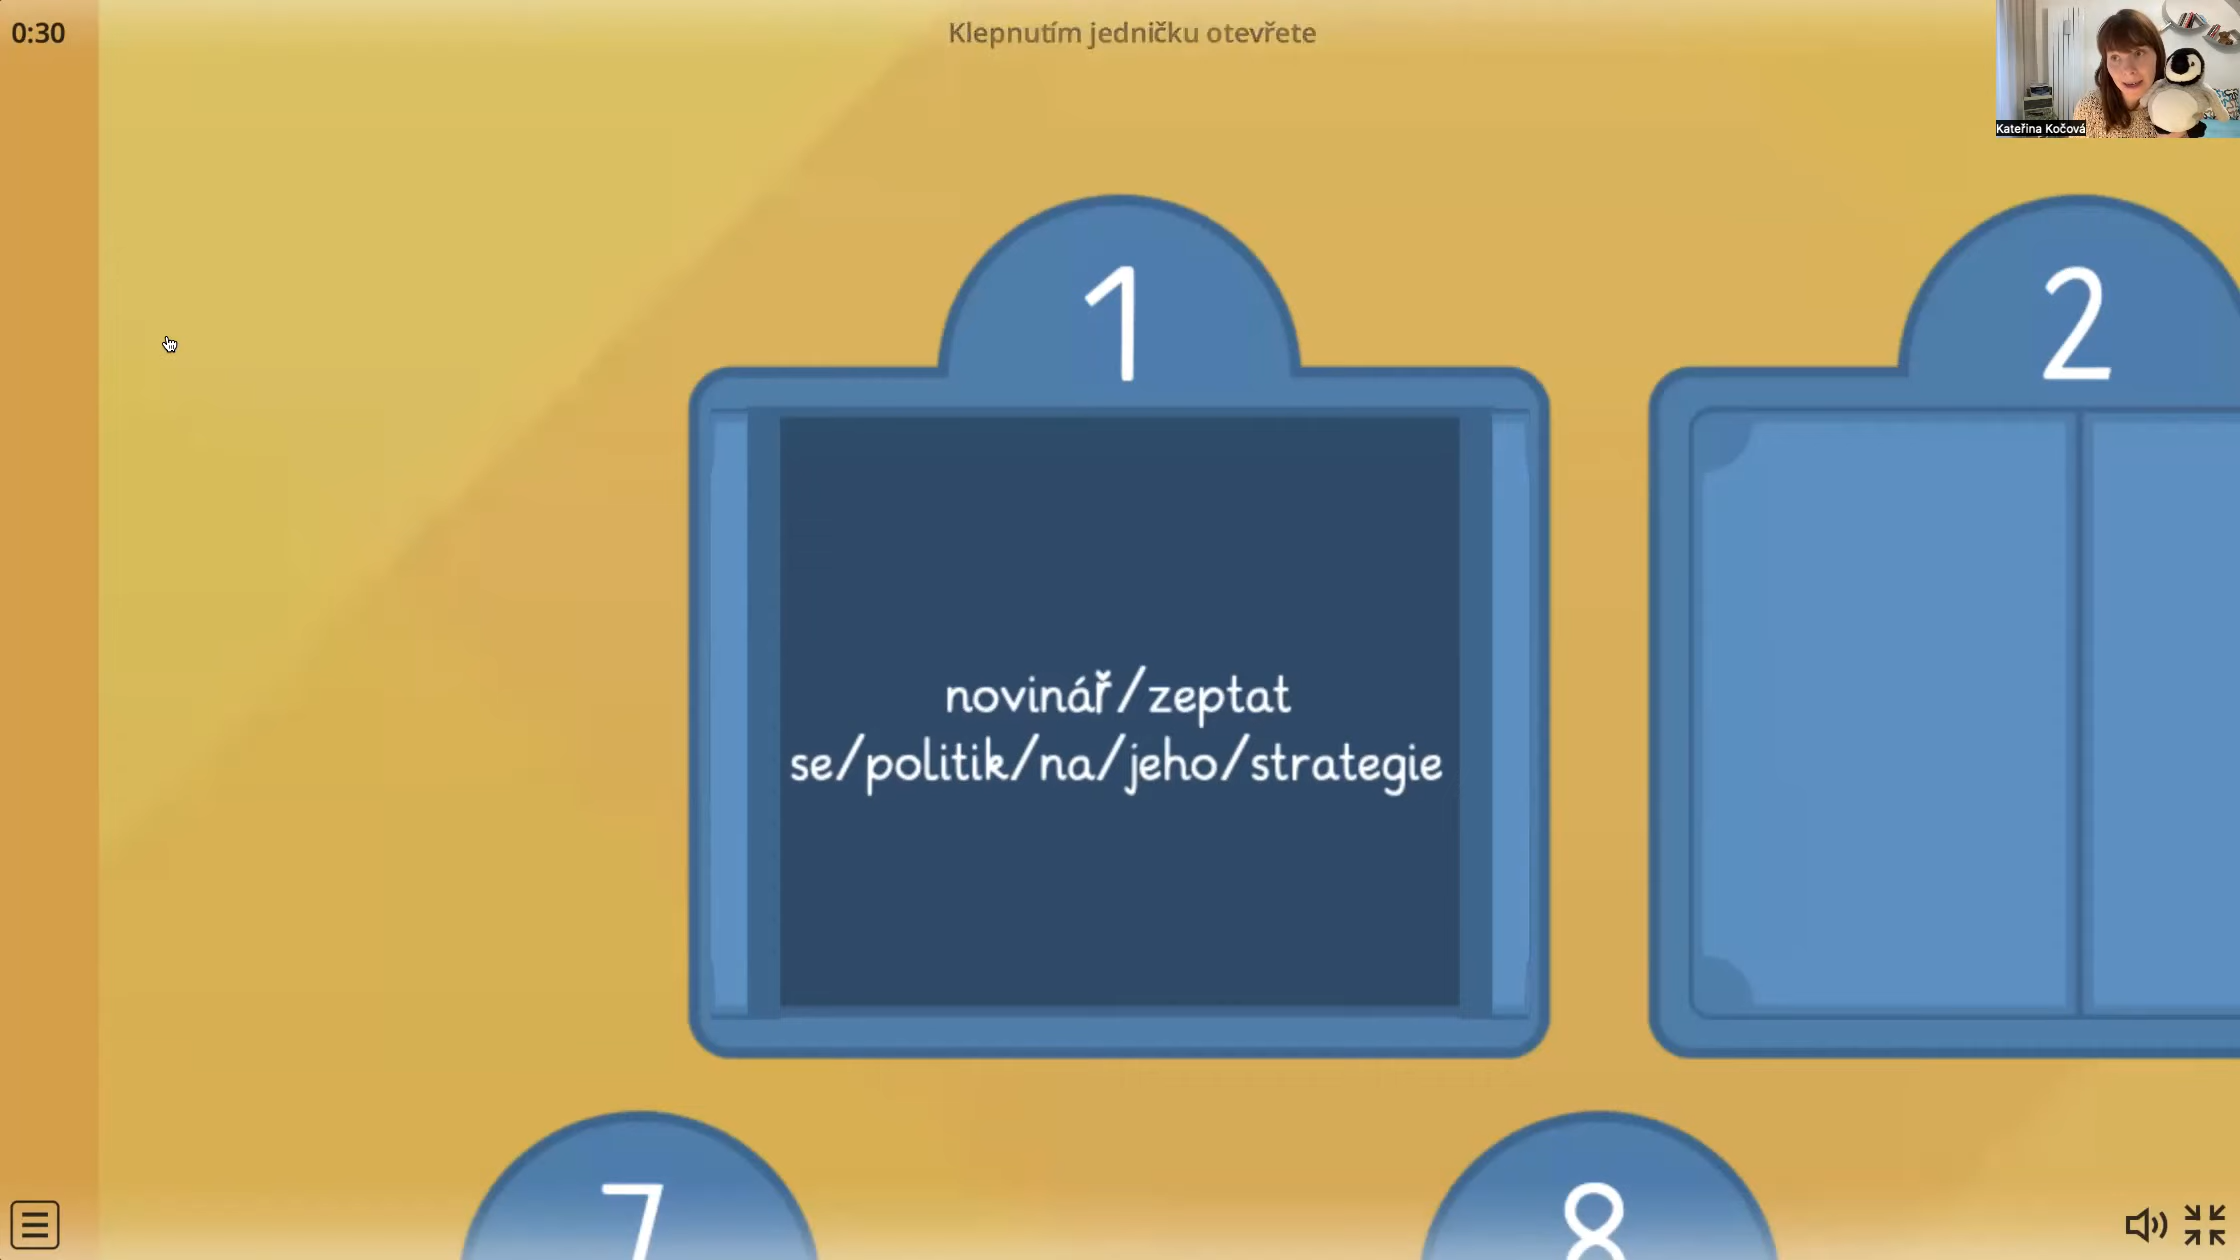 0:30
Klepnutím jedničku otevřete
Kateřina Kočová
1
2
novinář/zeptat
se/politik/na/jeho/strategie
7
8